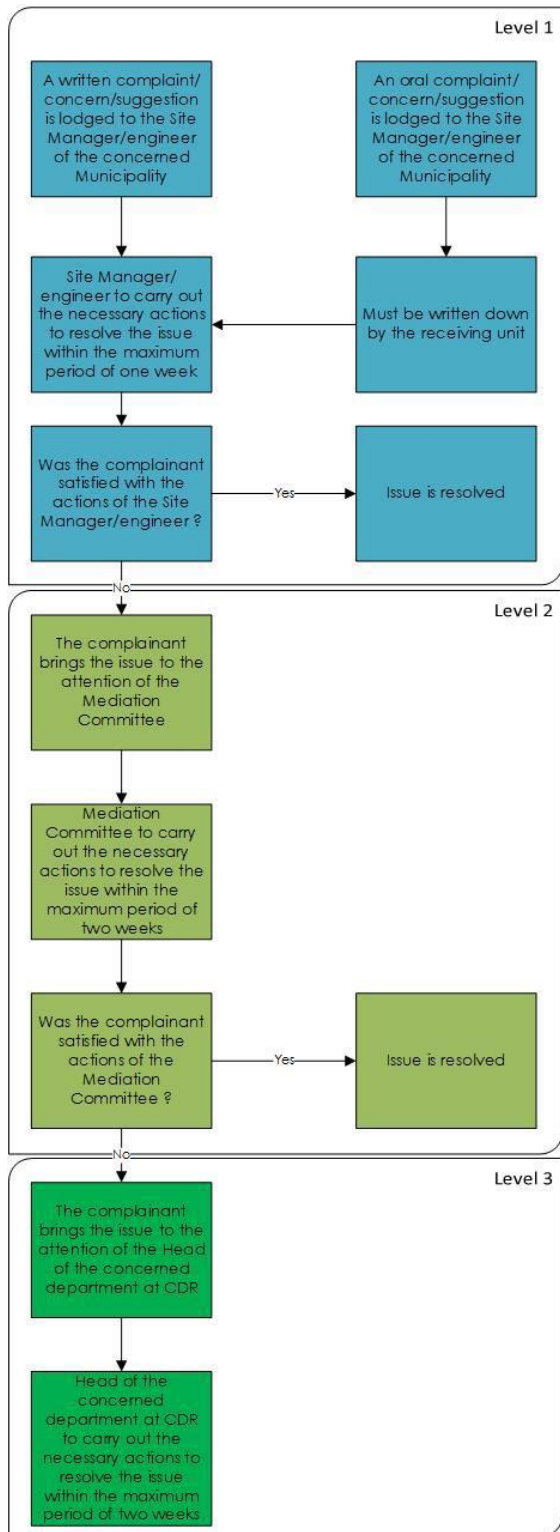 Level 1
A written complaint/
concern/suggestion
is lodged to the Site
Manager/engineer
of the concerned
Municipality
An oral complaint/
concern/suggestion
is lodged to the Site
Manager/engineer
of the concerned
Municipality
Site Manager/
engineer to carry out
the necessary actions
to resolve the issue
within the maximum
period of one week
Must be written down
by the receiving unit
Was the complainant
satisfied with the
actions of the Site
Manager/engineer ?
Yes
Issue is resolved
No
Level 2
The complainant
brings the issue to the
attention of the
Mediation
Committee
Mediation
Committee to carry
out the necessary
actions to resolve the
issue within the
maximum period of
two weeks
Was the complainant
satisfied with the
actions of the
Mediation
Committee ?
Yes
Issue is resolved
No
Level 3
The complainant
brings the issue to the
attention of the Head
of the concerned
department at CDR
Head of the
concerned
department at CDR
to carry out the
necessary actions to
resolve the issue
within the maximum
period of two weeks